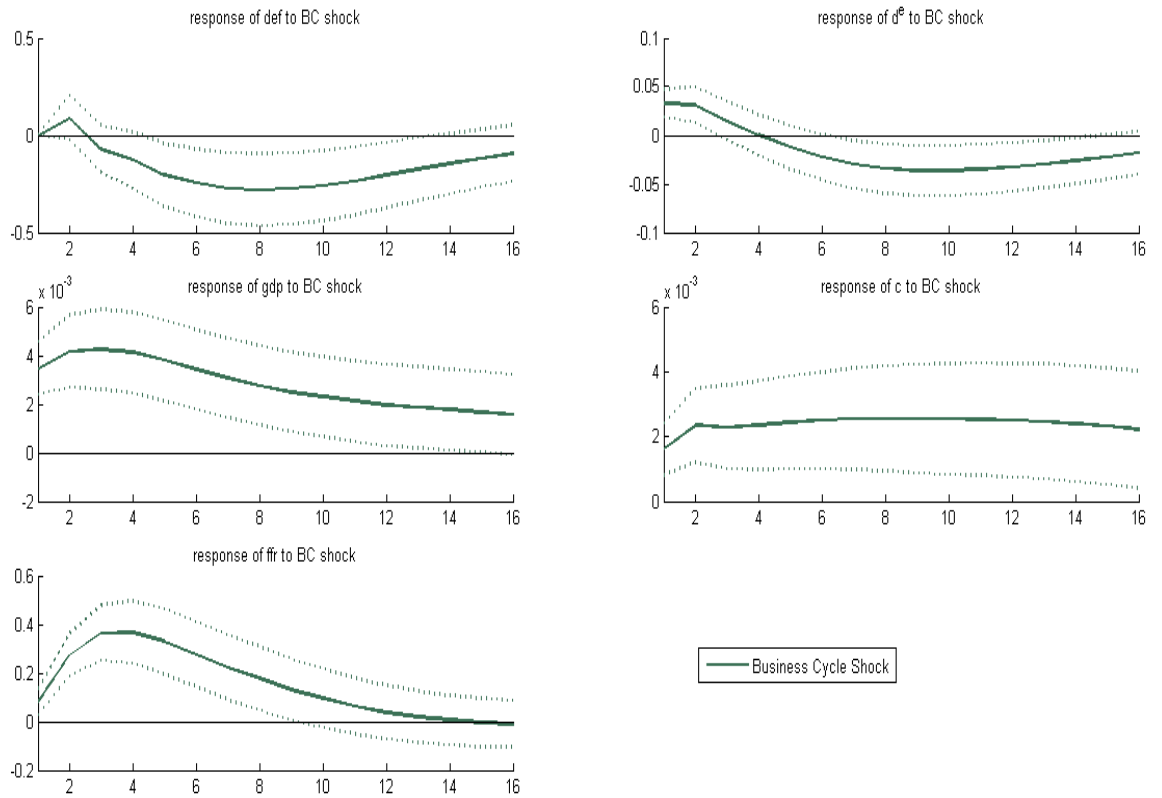 response of def to BC shock
0.5
0
-0.5
2 4 6 8 10 12 14 16
response of dᵉ to BC shock
0.1
0.05
0
-0.05
-0.1
2 4 6 8 10 12 14 16
response of gdp to BC shock
x 10⁻³
6
4
2
0
-2
2 4 6 8 10 12 14 16
response of c to BC shock
x 10⁻³
6
4
2
0
2 4 6 8 10 12 14 16
response of ffr to BC shock
0.6
0.4
0.2
0
-0.2
2 4 6 8 10 12 14 16
Business Cycle Shock